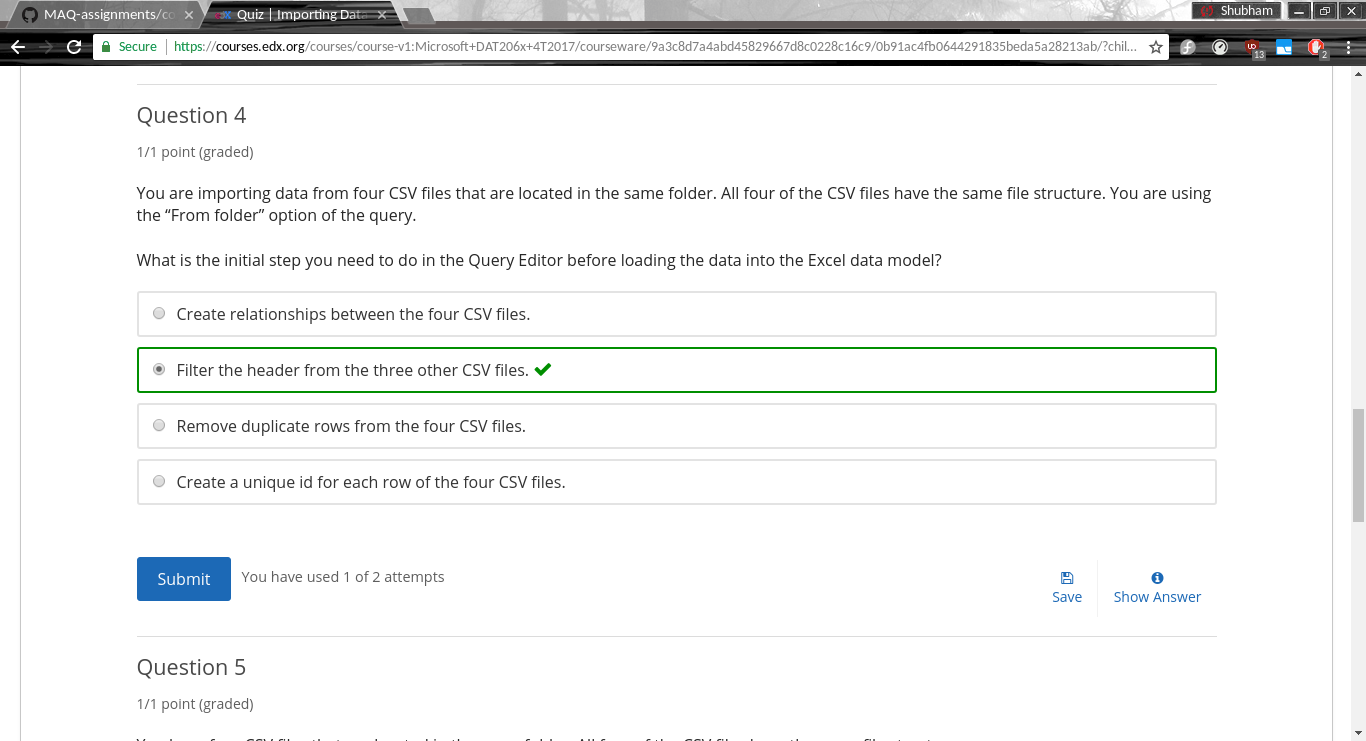 MAQ-assignments/co
Quiz | Importing Data
Shubham
Secure
https://courses.edx.org/courses/course-v1:Microsoft+DAT206x+4T2017/courseware/9a3c8d7a4abd45829667d8c0228c16c9/0b91ac4fb0644291835beda5a28213ab/?chil...
13
2
Question 4
1/1 point (graded)
You are importing data from four CSV files that are located in the same folder. All four of the CSV files have the same file structure. You are using
the “From folder” option of the query.
What is the initial step you need to do in the Query Editor before loading the data into the Excel data model?
Create relationships between the four CSV files.
Filter the header from the three other CSV files.
Remove duplicate rows from the four CSV files.
Create a unique id for each row of the four CSV files.
Submit
You have used 1 of 2 attempts
Save
Show Answer
Question 5
1/1 point (graded)